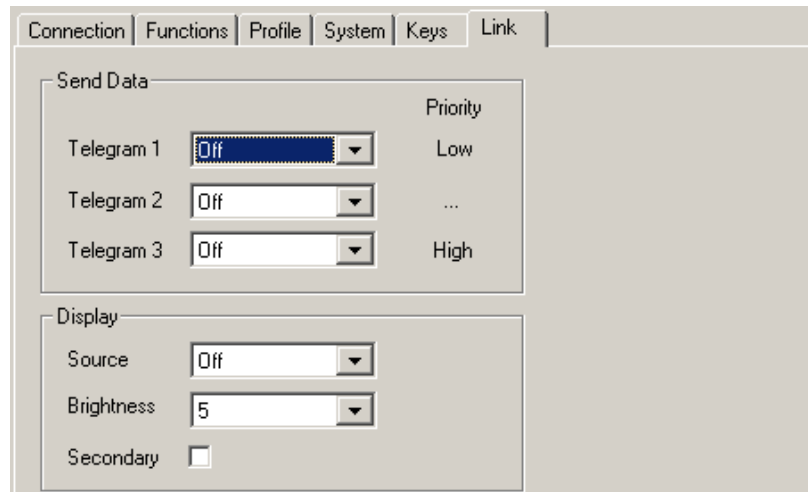 Connection Functions Profile System Keys Link
Send Data
Priority
Telegram 1 Off Low
Telegram 2 Off ...
Telegram 3 Off High
Display
Source Off
Brightness 5
Secondary